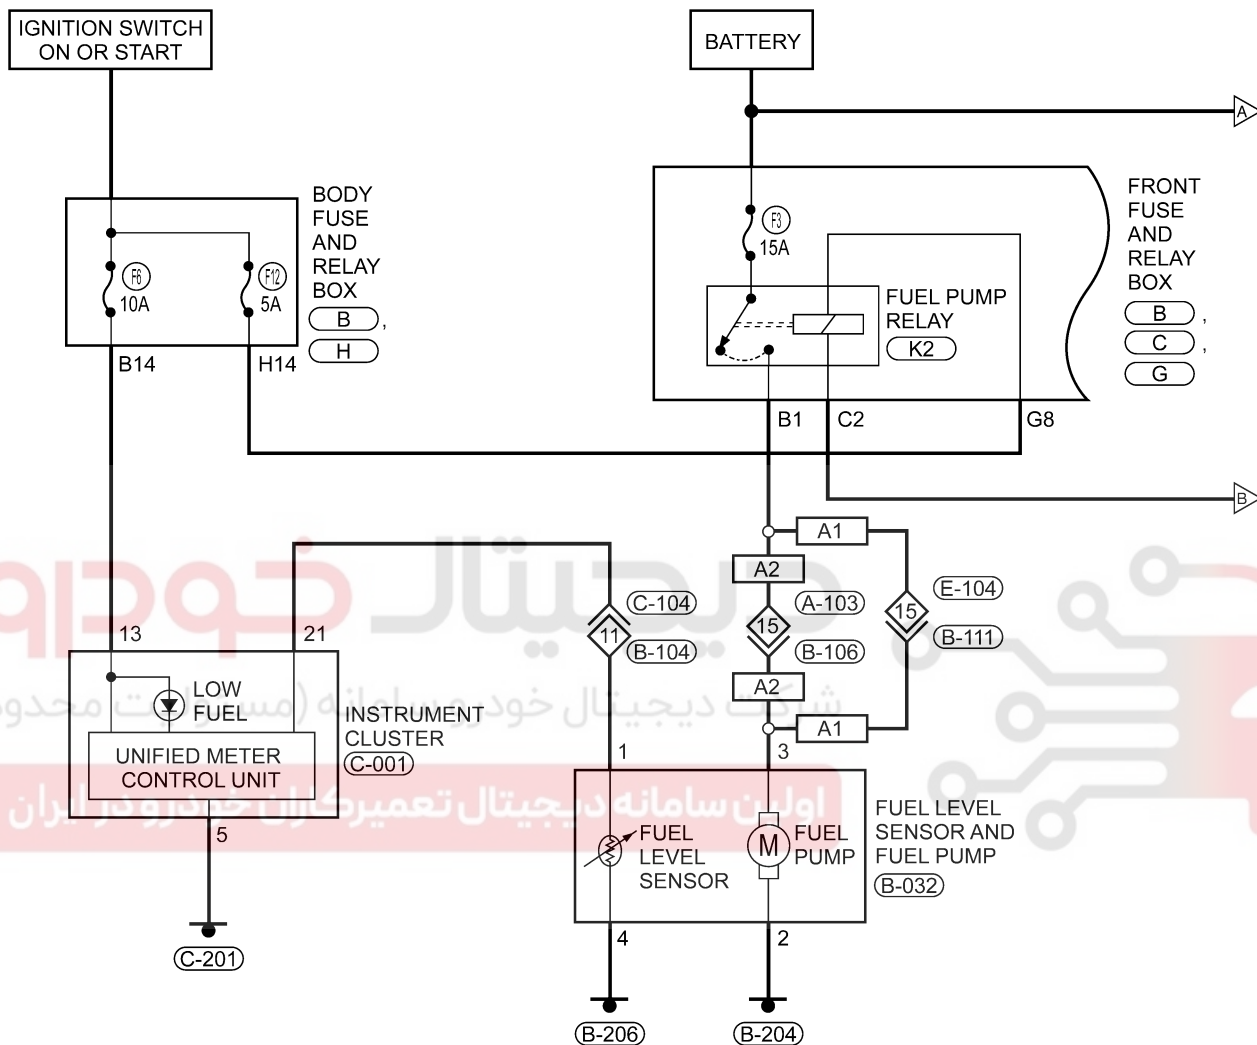 IGNITION SWITCH
ON OR START
BATTERY
A
BODY
FUSE
AND
RELAY
BOX
B ,
H
F6
10A
F12
5A
B14
H14
FRONT
FUSE
AND
RELAY
BOX
B ,
C ,
G
F3
15A
FUEL PUMP
RELAY
K2
B1
C2
G8
B
A1
A2
C-104
11
B-104
A-103
15
B-106
E-104
15
B-111
A2
A1
دیجیتال خودرو
شرکت دیجیتال خودرو سامانه (مسئولیت محدود
اولین سامانه دیجیتال تعمیرکاران خودرو در ایران
13
21
LOW
FUEL
UNIFIED METER
CONTROL UNIT
INSTRUMENT
CLUSTER
C-001
5
C-201
1
3
FUEL
LEVEL
SENSOR
M
FUEL
PUMP
FUEL LEVEL
SENSOR AND
FUEL PUMP
B-032
4
2
B-206
B-204